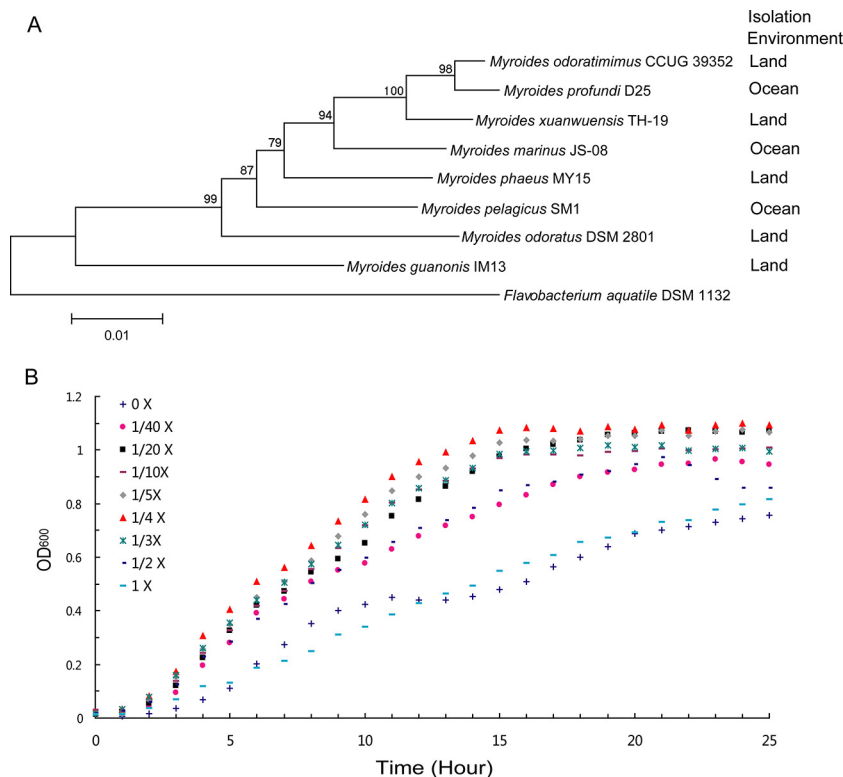 A
Isolation
Environment
98
Myroides odoratimimus CCUG 39352 Land
100
Myroides profundi D25 Ocean
94
Myroides xuanwuensis TH-19 Land
79
Myroides marinus JS-08 Ocean
87
Myroides phaeus MY15 Land
99
Myroides pelagicus SM1 Ocean
Myroides odoratus DSM 2801 Land
Myroides guanonis IM13 Land
Flavobacterium aquatile DSM 1132
0.01
B
0 X
1/40 X
1/20 X
1/10X
1/5X
1/4 X
1/3X
1/2 X
1 X
OD600
1.2
1
0.8
0.6
0.4
0.2
0
0 5 10 15 20 25
Time (Hour)